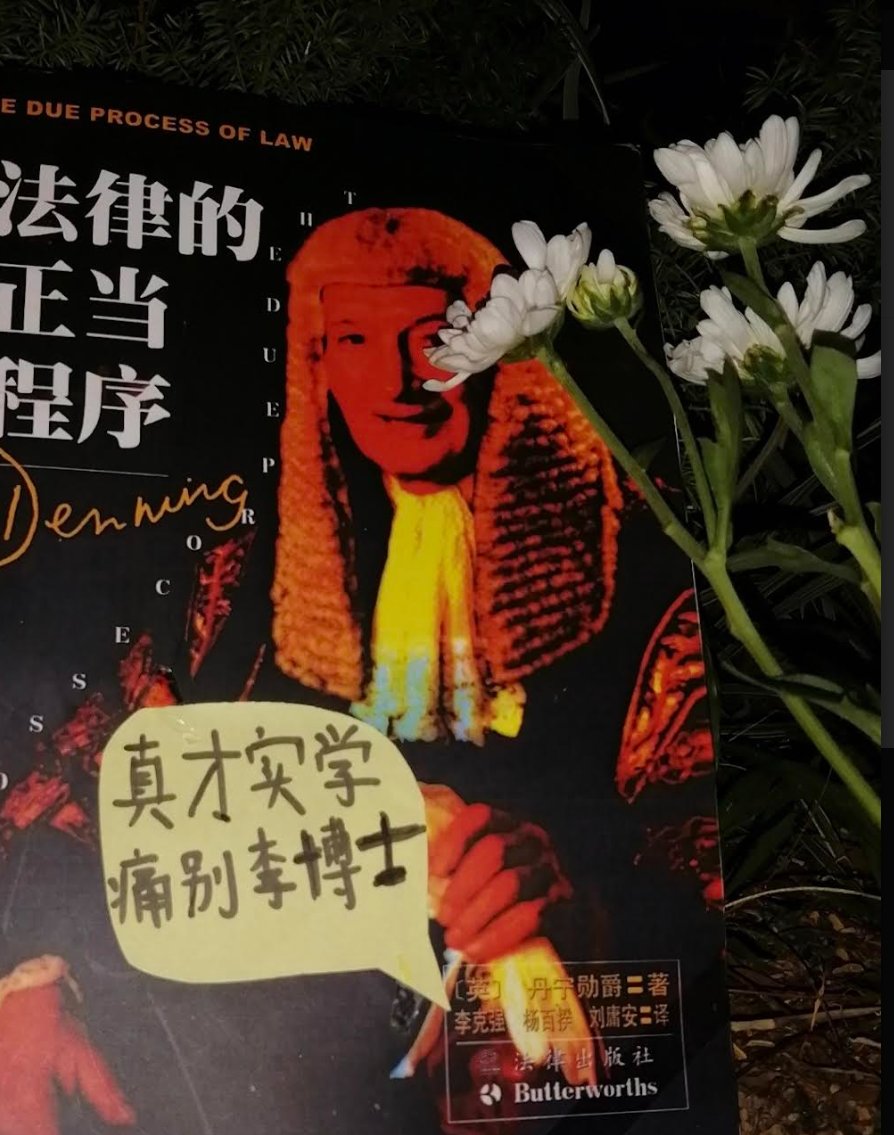 E DUE PROCESS OF LAW
法律的
正当
程序
Denning
THE DUE PROCESS O
真才实学
痛别李博士
〔英〕 丹宁勋爵〓著
李克强 杨百揆 刘庸安〓译
法律出版社
Butterworths